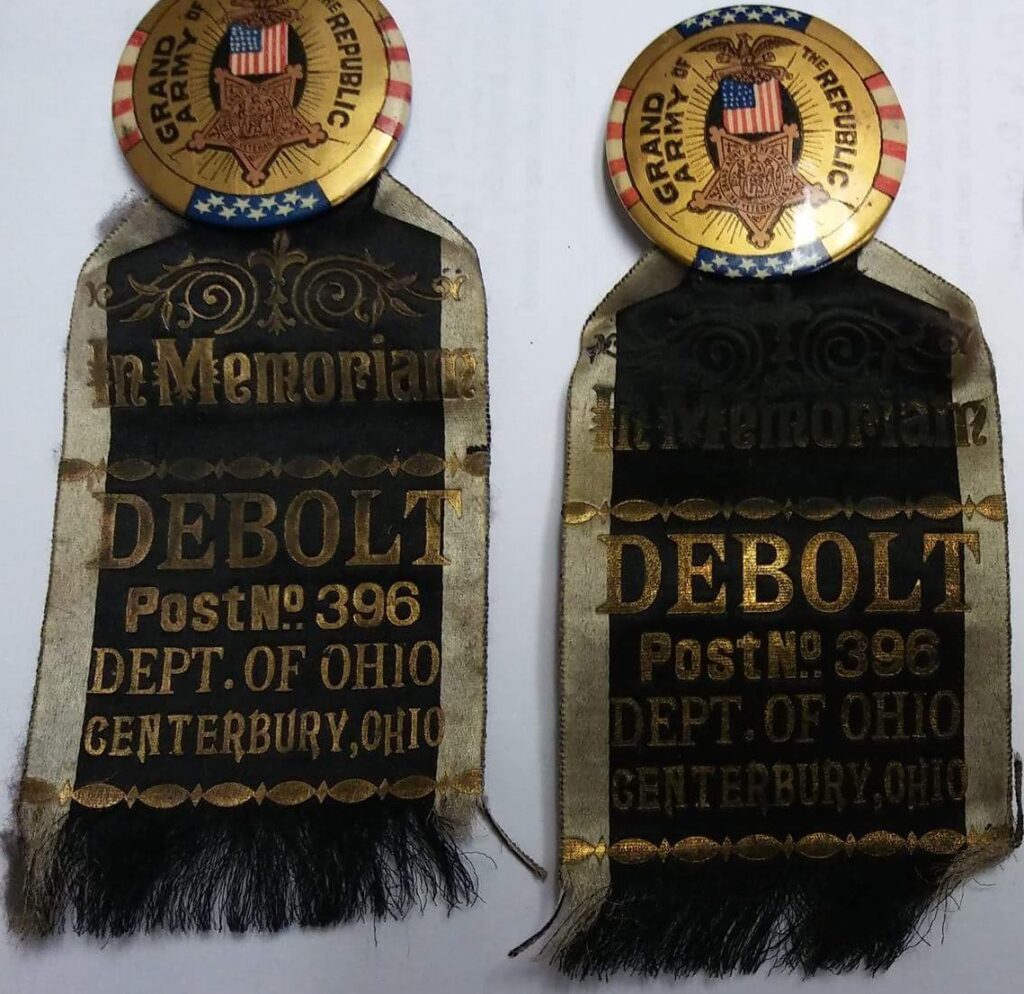 GRAND ARMY OF THE REPUBLIC
In Memoriam
DEBOLT
Post No. 396
DEPT. OF OHIO
CENTERBURY, OHIO
GRAND ARMY OF THE REPUBLIC
VETERAN
In Memoriam
DEBOLT
Post No. 396
DEPT. OF OHIO
CENTERBURY, OHIO